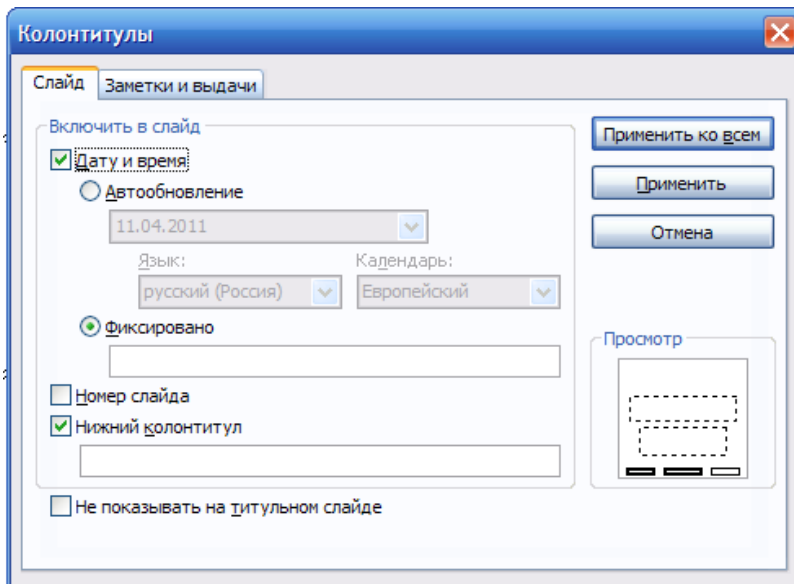 Колонтитулы
Слайд
Заметки и выдачи
Включить в слайд
Дату и время
Автообновление
11.04.2011
Язык:
Календарь:
русский (Россия)
Европейский
Фиксировано
Номер слайда
Нижний колонтитул
Не показывать на титульном слайде
Применить ко всем
Применить
Отмена
Просмотр